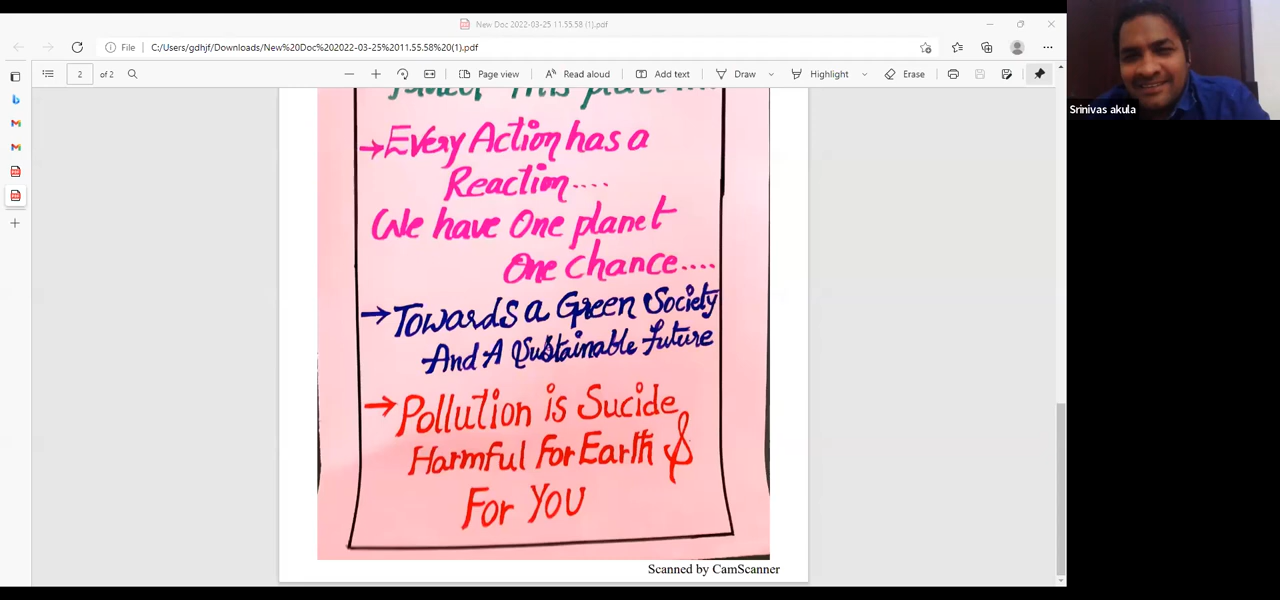 New Doc 2022-03-25 11.55.58 (1).pdf
File C:/Users/gdhjf/Downloads/New%20Doc%202022-03-25%2011.55.58%20(1).pdf
2 of 2 Page view Read aloud Add text Draw Highlight Erase
This planet
→Every Action has a
Reaction....
We have One planet
One chance....
→Towards a Green Society
And A Sustainable future
→Pollution is Sucide
Harmful For Earth &
For YOU
Scanned by CamScanner
Srinivas akula